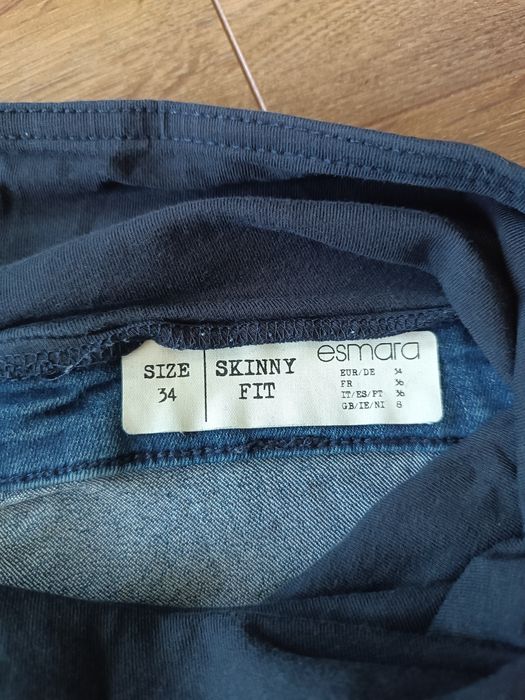 SIZE
34
SKINNY
FIT
esmara
EUR/DE 34
FR 36
IT/ES/PT 36
GB/IE/NI 8